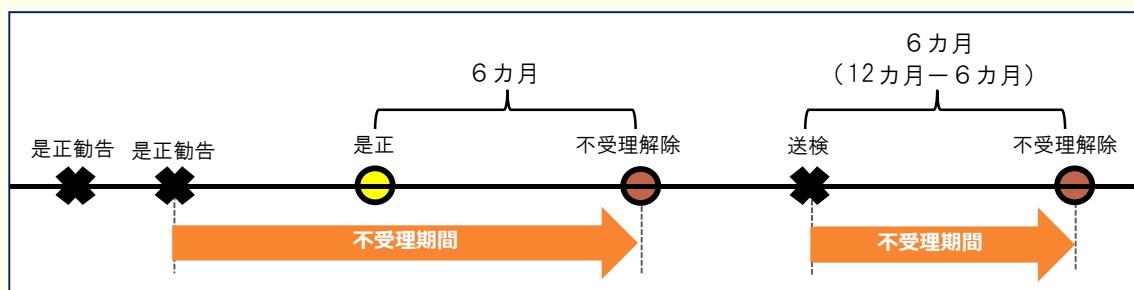 6カ月
6カ月
(12カ月-6カ月)
是正勧告
是正勧告
是正
不受理解除
送検
不受理解除
不受理期間
不受理期間